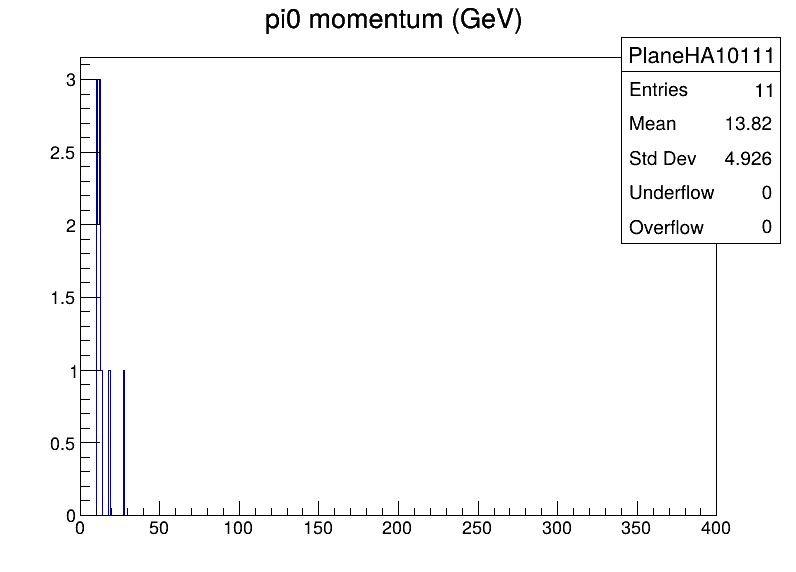 pi0 momentum (GeV)
PlaneHA10111
Entries 11
Mean 13.82
Std Dev 4.926
Underflow 0
Overflow 0
3
2.5
2
1.5
1
0.5
0
0 50 100 150 200 250 300 350 400